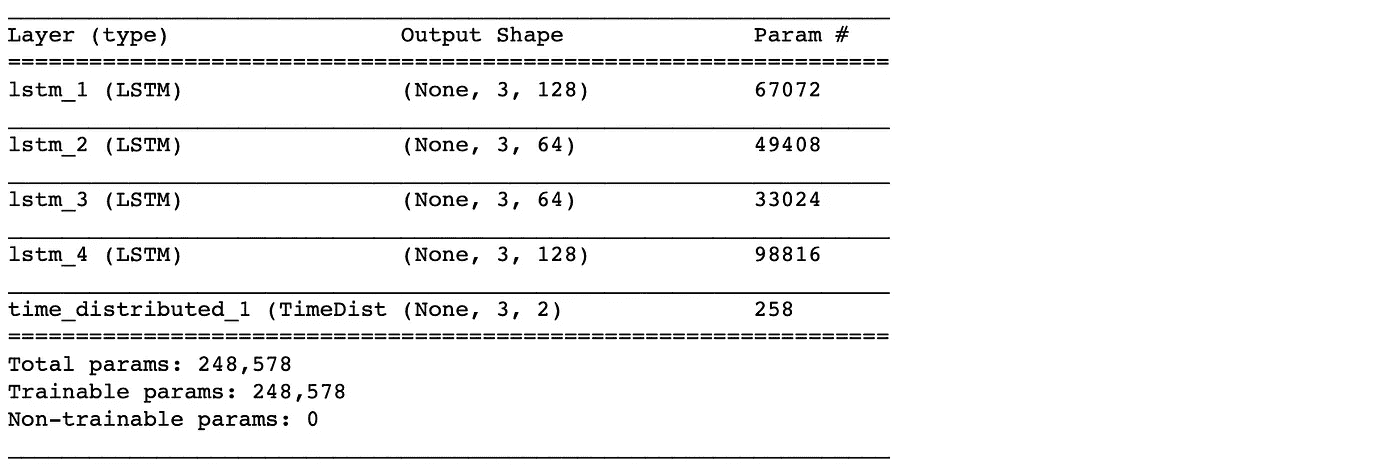 Layer (type) Output Shape Param #
=================================================================
lstm_1 (LSTM) (None, 3, 128) 67072
lstm_2 (LSTM) (None, 3, 64) 49408
lstm_3 (LSTM) (None, 3, 64) 33024
lstm_4 (LSTM) (None, 3, 128) 98816
time_distributed_1 (TimeDist (None, 3, 2) 258
=================================================================
Total params: 248,578
Trainable params: 248,578
Non-trainable params: 0